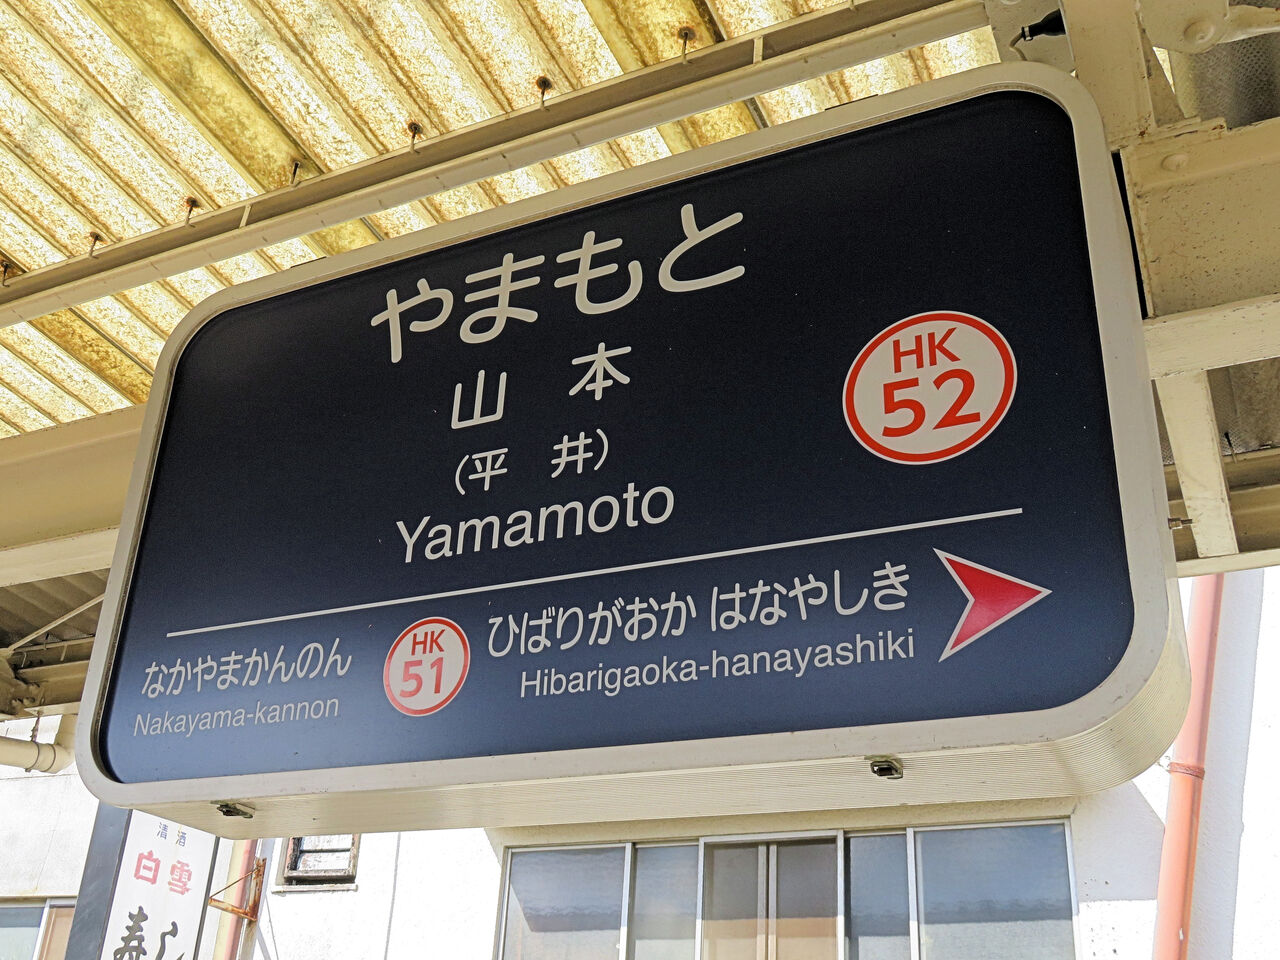 やまもと
山本
(平井)
Yamamoto
HK
52
なかやまかんのん
Nakayama-kannon
HK
51
ひばりがおか はなやしき
Hibarigaoka-hanayashiki
清酒
白雪
寿し